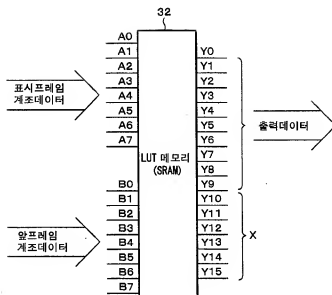 32
A0
A1
A2
A3
A4
A5
A6
A7
표시프레임
계조데이터
B0
B1
B2
B3
B4
B5
B6
B7
앞프레임
계조데이터
LUT 메모리
(SRAM)
Y0
Y1
Y2
Y3
Y4
Y5
Y6
Y7
Y8
Y9
Y10
Y11
Y12
Y13
Y14
Y15
출력데이터
X